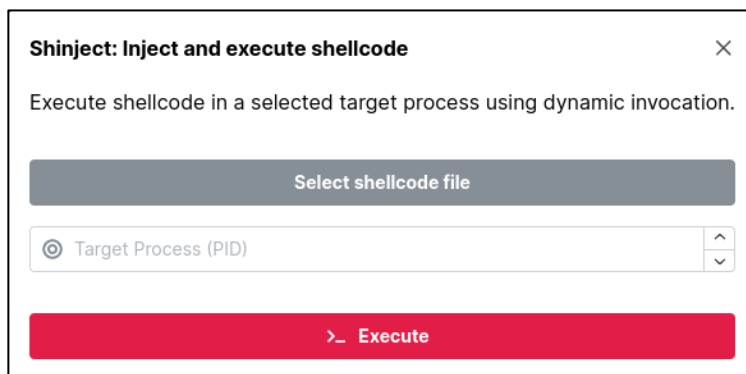 Shinject: Inject and execute shellcode
Execute shellcode in a selected target process using dynamic invocation.
Select shellcode file
Target Process (PID)
Execute